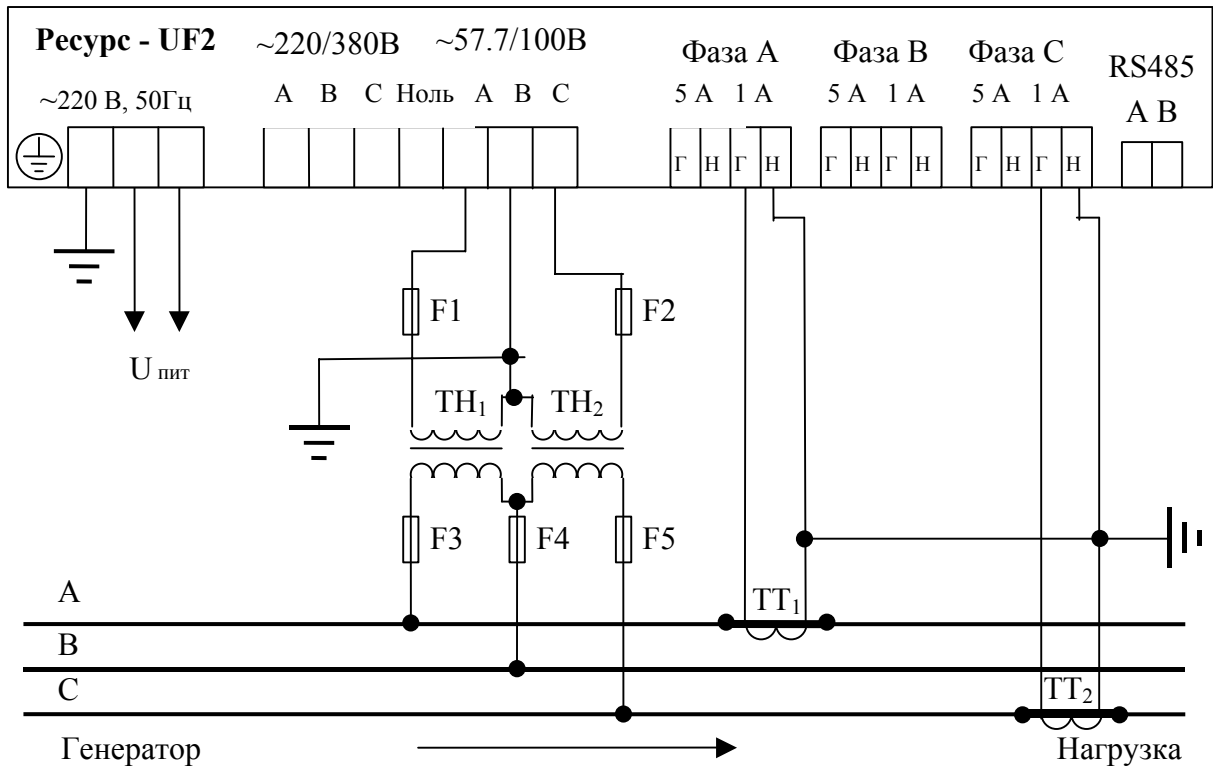 Ресурс - UF2 ~220/380В ~57.7/100В Фаза А Фаза В Фаза С RS485
~220 В, 50Гц А В С Ноль А В С 5 А 1 А 5 А 1 А 5 А 1 А А В
Г Н Г Н Г Н Г Н Г Н Г Н
F1 F2
U пит
ТН1 ТН2
F3 F4 F5
А
ТТ1
В
С
ТТ2
Генератор Нагрузка